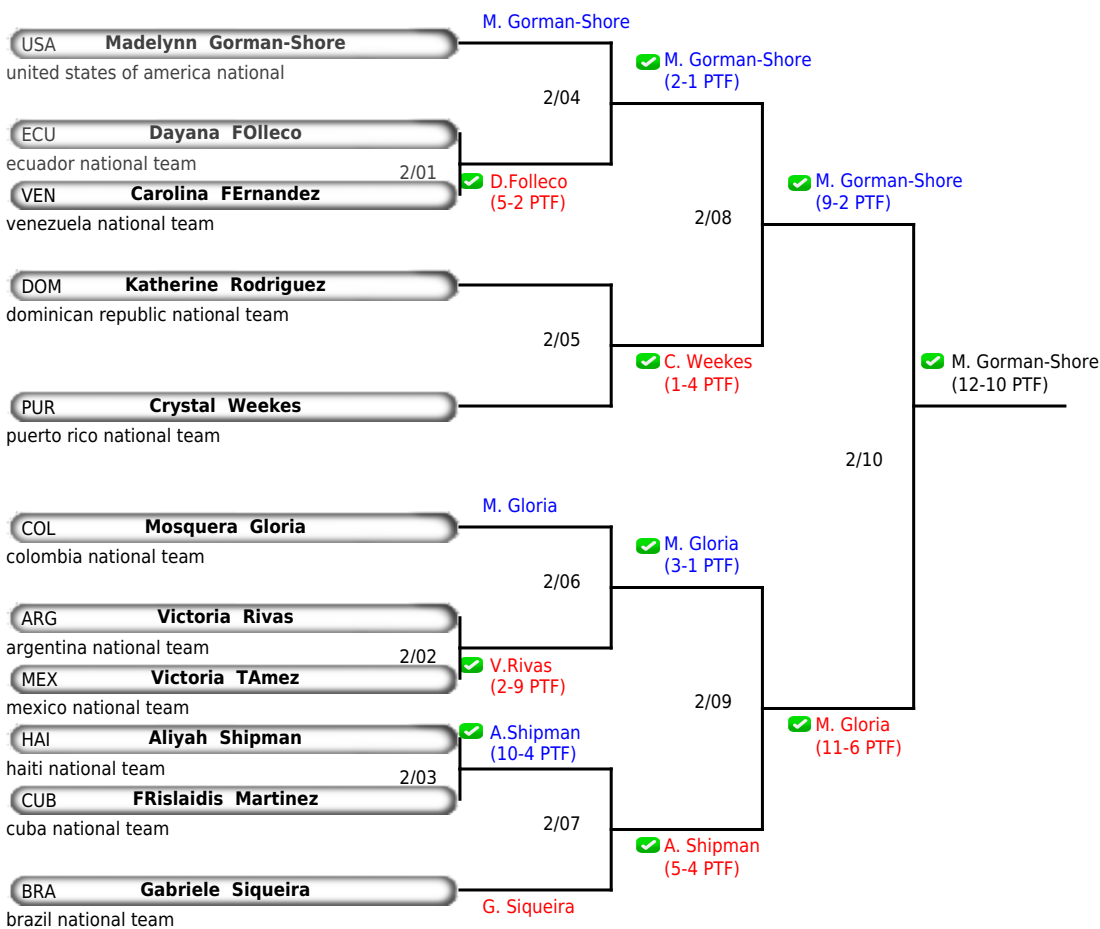 M. Gorman-Shore
USA Madelynn Gorman-Shore
united states of america national
M. Gorman-Shore
(2-1 PTF)
2/04
ECU Dayana FOlleco
ecuador national team
2/01
VEN Carolina FErnandez
venezuela national team
D.Folleco
(5-2 PTF)
M. Gorman-Shore
(9-2 PTF)
2/08
DOM Katherine Rodriguez
dominican republic national team
2/05
C. Weekes
(1-4 PTF)
M. Gorman-Shore
(12-10 PTF)
PUR Crystal Weekes
puerto rico national team
2/10
M. Gloria
COL Mosquera Gloria
colombia national team
M. Gloria
(3-1 PTF)
2/06
ARG Victoria Rivas
argentina national team
2/02
MEX Victoria TAmez
mexico national team
V.Rivas
(2-9 PTF)
2/09
HAI Aliyah Shipman
haiti national team
A.Shipman
(10-4 PTF)
M. Gloria
(11-6 PTF)
2/03
CUB FRislaidis Martinez
cuba national team
2/07
A. Shipman
(5-4 PTF)
BRA Gabriele Siqueira
brazil national team
G. Siqueira